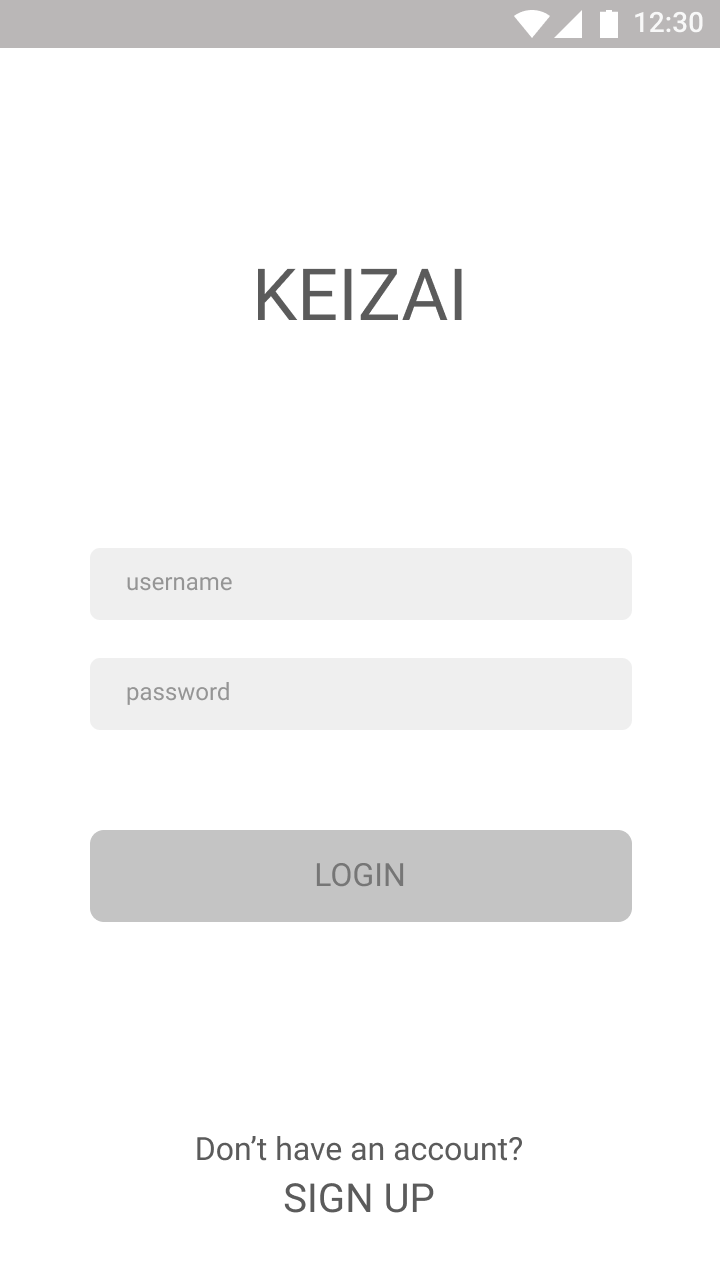 12:30
KEIZAI
username
password
LOGIN
Don’t have an account?
SIGN UP